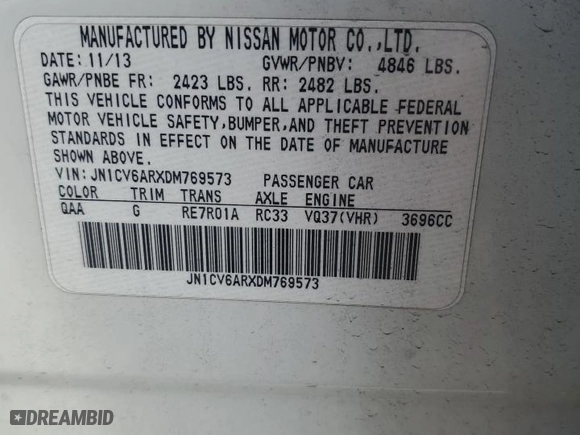 MANUFACTURED BY NISSAN MOTOR CO.,LTD.
DATE: 11/13 GVWR/PNBV: 4846 LBS.
GAWR/PNBE FR: 2423 LBS. RR: 2482 LBS.
THIS VEHICLE CONFORMS TO ALL APPLICABLE FEDERAL
MOTOR VEHICLE SAFETY,BUMPER,AND THEFT PREVENTION
STANDARDS IN EFFECT ON THE DATE OF MANUFACTURE
SHOWN ABOVE.
VIN: JN1CV6ARXDM769573 PASSENGER CAR
COLOR TRIM TRANS AXLE ENGINE
QAA G RE7R01A RC33 VQ37(VHR) 3696CC
JN1CV6ARXDM769573
DREAMBID